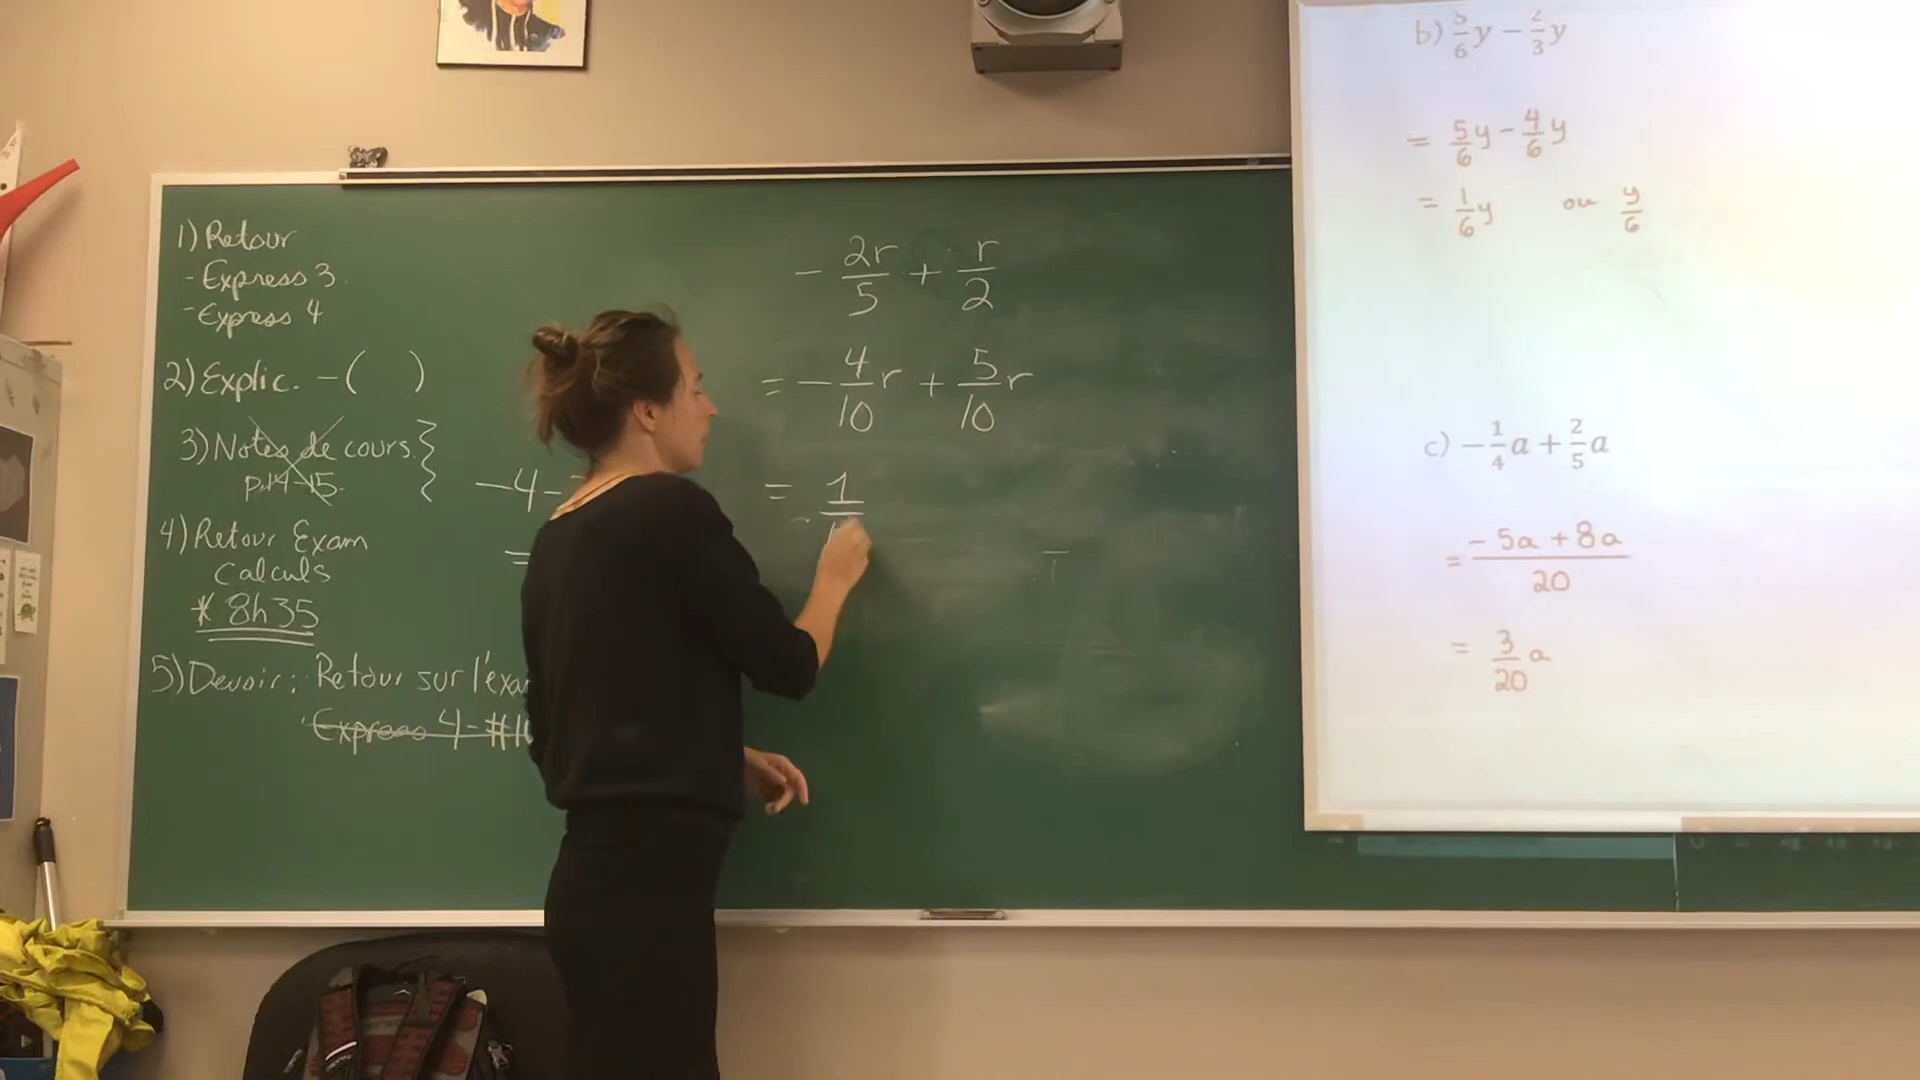 1) Retour
- Express 3
- Express 4
2) Explic. -( )
3) Notes de cours. }
p.14-15.
4) Retour Exam
Calculs
* 8h35
5) Devoir: Retour sur l'exa
Express 4 - #1
-4-
=
- 2r/5 + r/2
= - 4/10 r + 5/10 r
= 1/
b) 5/6 y - 2/3 y
= 5/6 y - 4/6 y
= 1/6 y ou y/6
c) - 1/4 a + 2/5 a
= (-5a + 8a)/20
= 3/20 a